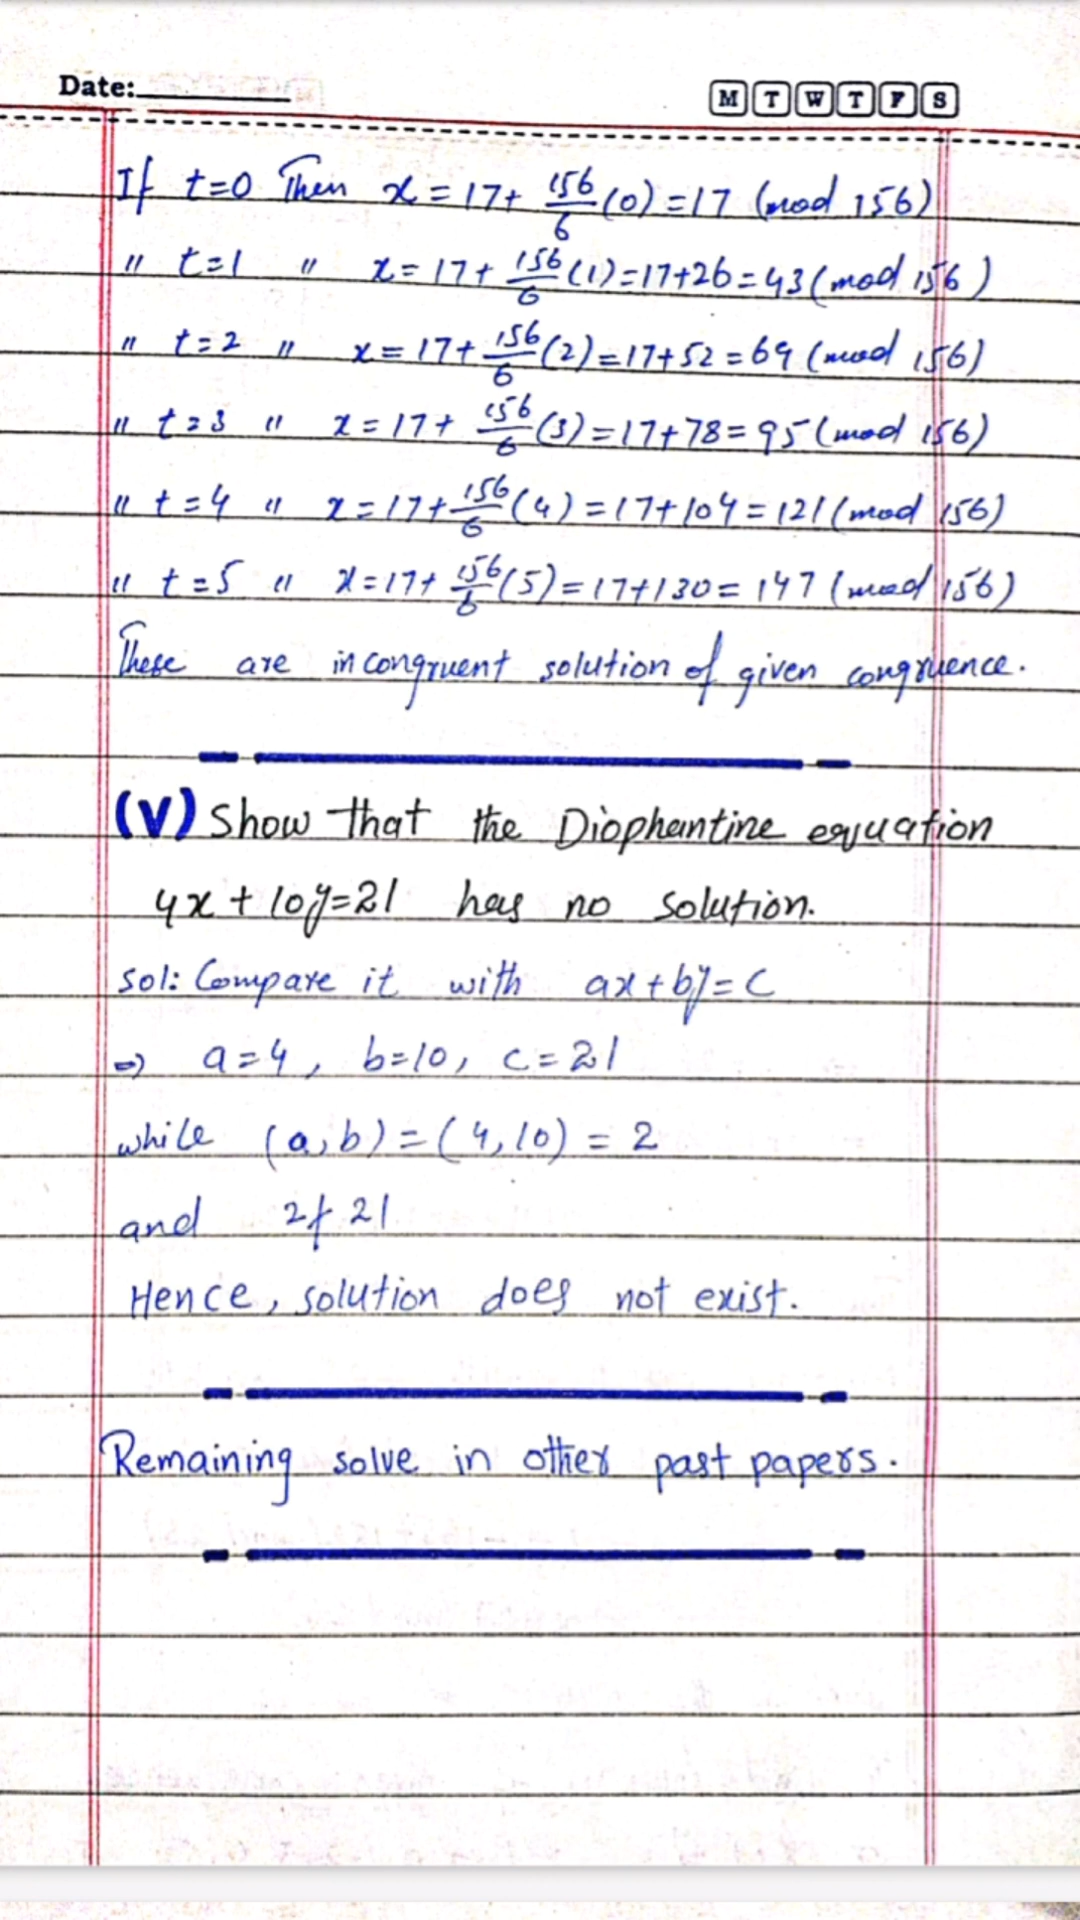 Date:
M T W T F S
If t=0 Then x = 17+ 156/6 (0) = 17 (mod 156)
" t=1 " x = 17+ 156/6 (1) = 17+26 = 43 (mod 156)
" t=2 " x = 17+ 156/6 (2) = 17+52 = 69 (mod 156)
" t=3 " x = 17+ 156/6 (3) = 17+78 = 95 (mod 156)
" t=4 " x = 17+ 156/6 (4) = 17+104 = 121 (mod 156)
" t=5 " x = 17+ 156/6 (5) = 17+130 = 147 (mod 156)
These are incongruent solution of given congruence.
(V) Show that the Diophantine equation
4x + 10y = 21 has no solution.
Sol: Compare it with ax + by = c
⇒ a=4, b=10, c=21
while (a,b) = (4,10) = 2
and 2∤21
Hence, solution does not exist.
Remaining solve in other past papers.